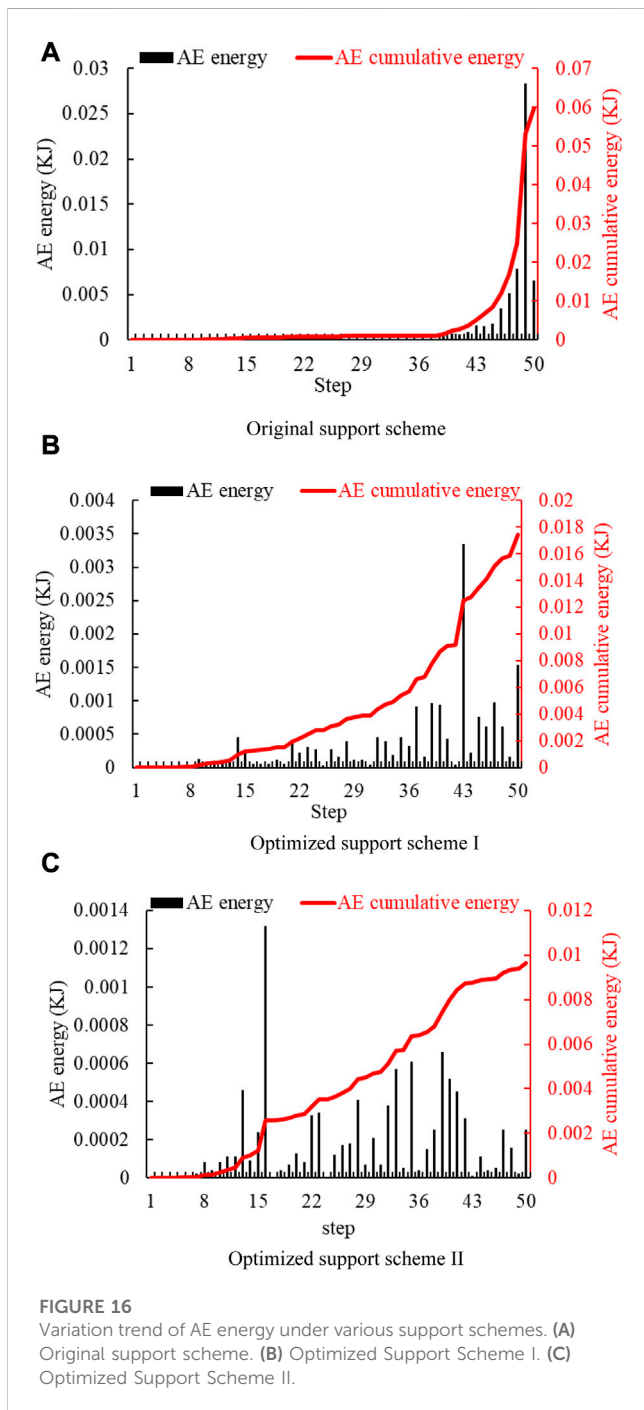 A
AE energy AE cumulative energy
0.03 0.07
0.025 0.06
0.02 0.05
0.015 0.04
0.01 0.03
0.005 0.02
0 0.01
0
AE energy (KJ)
AE cumulative energy (KJ)
1 8 15 22 29 36 43 50
Step
Original support scheme
B
AE energy AE cumulative energy
0.004 0.02
0.0035 0.018
0.003 0.016
0.0025 0.014
0.002 0.012
0.0015 0.01
0.001 0.008
0.0005 0.006
0 0.004
0.002
0
AE energy (KJ)
AE cumulative energy (KJ)
1 8 15 22 29 36 43 50
Step
Optimized support scheme I
C
AE energy AE cumulative energy
0.0014 0.012
0.0012 0.01
0.001 0.008
0.0008 0.006
0.0006 0.004
0.0004 0.002
0.0002 0
0
AE energy (KJ)
AE cumulative energy (KJ)
1 8 15 22 29 36 43 50
step
Optimized support scheme II
FIGURE 16
Variation trend of AE energy under various support schemes. (A)
Original support scheme. (B) Optimized Support Scheme I. (C)
Optimized Support Scheme II.